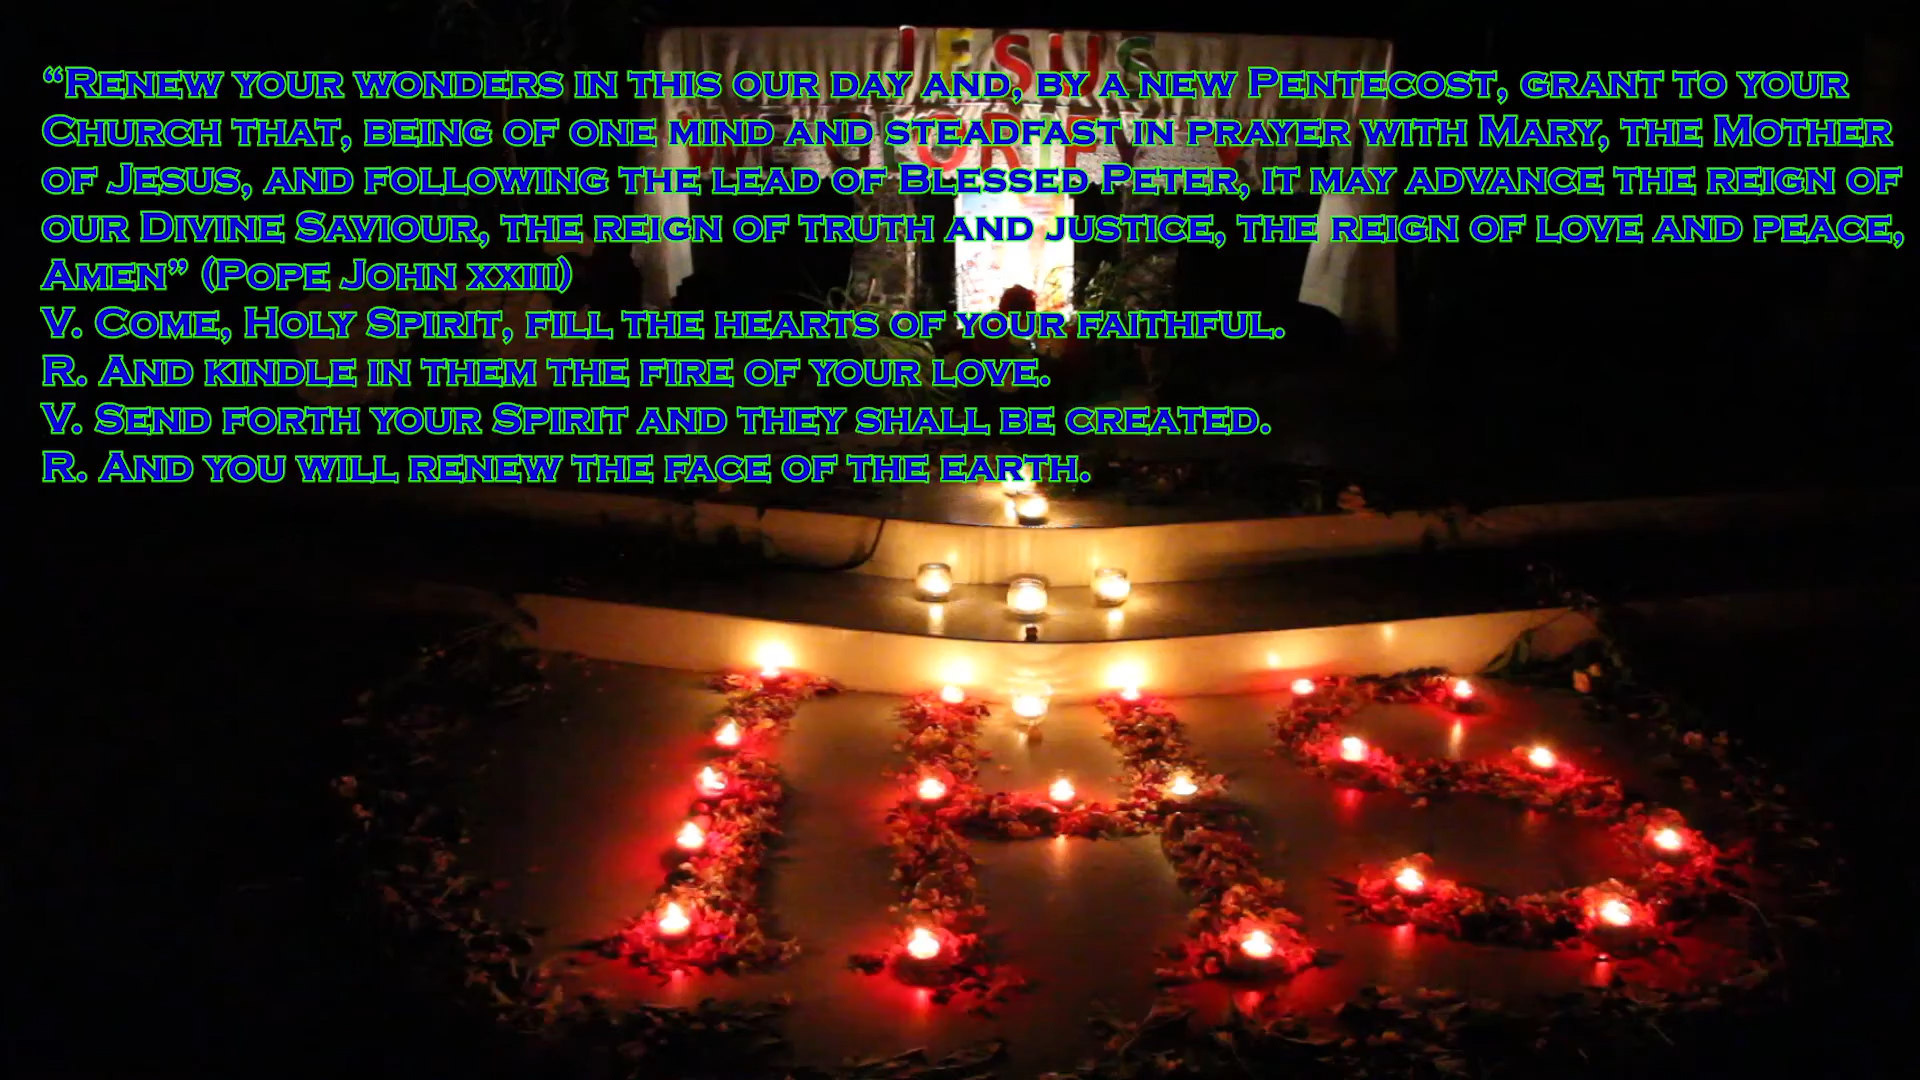 JESUS
WE GLORIFY
“Renew your wonders in this our day and, by a new Pentecost, grant to your
Church that, being of one mind and steadfast in prayer with Mary, the Mother
of Jesus, and following the lead of Blessed Peter, it may advance the reign of
our Divine Saviour, the reign of truth and justice, the reign of love and peace,
Amen” (Pope John xxiii)
V. Come, Holy Spirit, fill the hearts of your faithful.
R. And kindle in them the fire of your love.
V. Send forth your Spirit and they shall be created.
R. And you will renew the face of the earth.
IHS